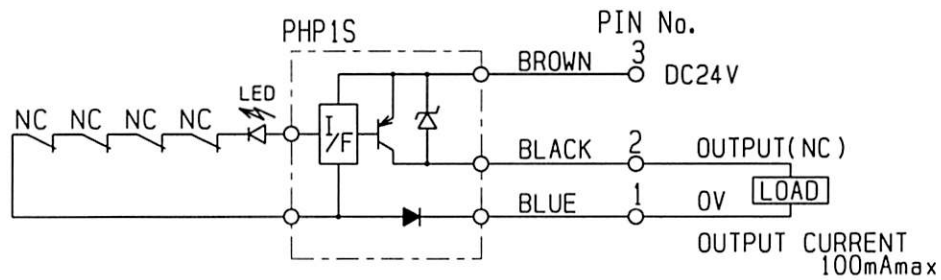 PHP1S
PIN No.
BROWN
3
DC24V
LED
NC NC NC NC
I
/F
BLACK
2
OUTPUT(NC)
LOAD
BLUE
1
0V
OUTPUT CURRENT
100mAmax